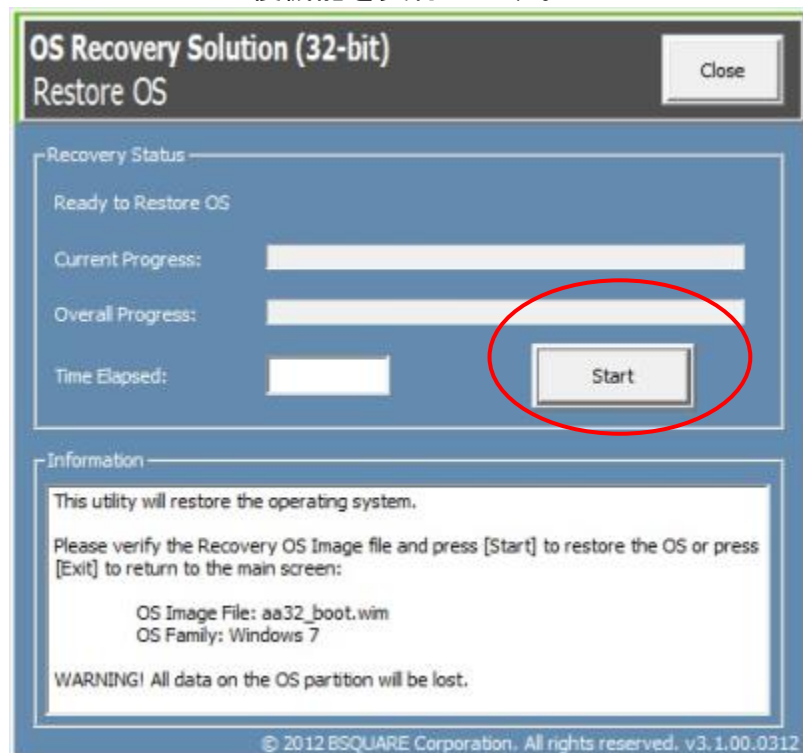 OS Recovery Solution (32-bit)
Restore OS
Close
Recovery Status
Ready to Restore OS
Current Progress:
Overall Progress:
Time Elapsed:
Start
Information
This utility will restore the operating system.
Please verify the Recovery OS Image file and press [Start] to restore the OS or press
[Exit] to return to the main screen:
OS Image File: aa32_boot.wim
OS Family: Windows 7
WARNING! All data on the OS partition will be lost.
© 2012 BSQUARE Corporation. All rights reserved. v3.1.00.0312